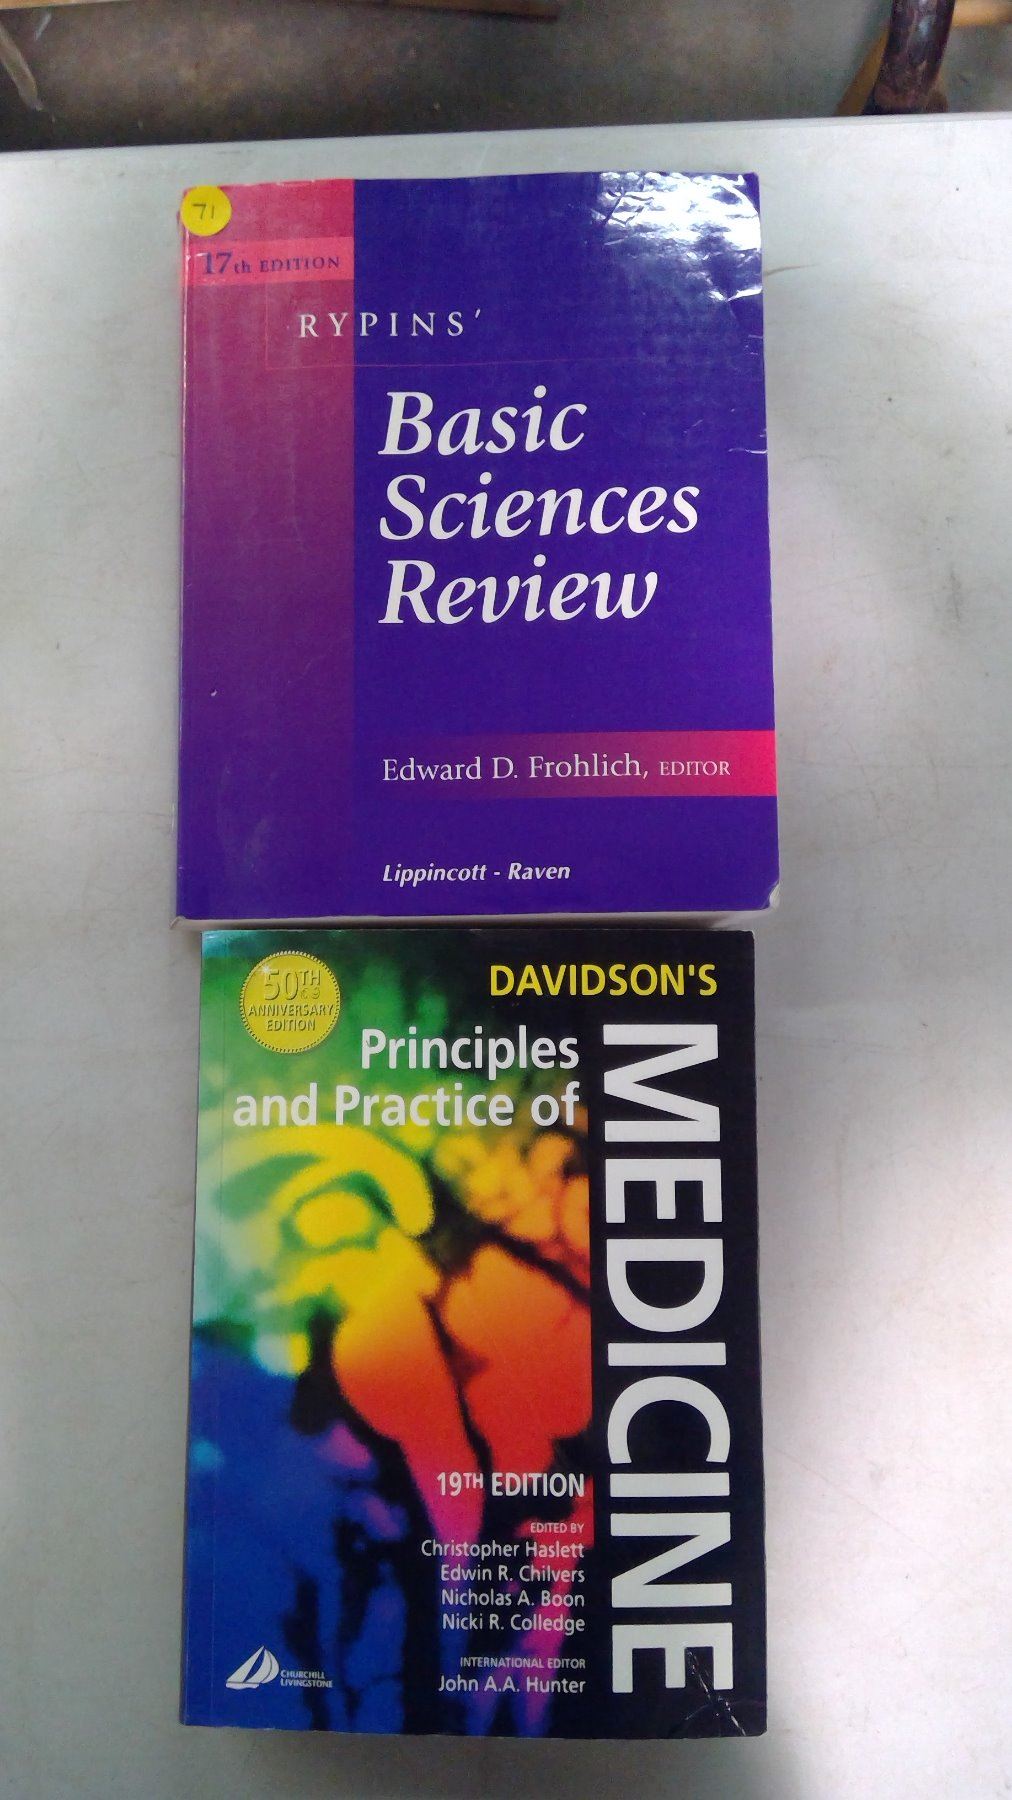 71
17th EDITION
RYPINS'
Basic
Sciences
Review
Edward D. Frohlich, EDITOR
Lippincott - Raven
50TH
ANNIVERSARY
EDITION
DAVIDSON'S
Principles
and Practice of
MEDICINE
19TH EDITION
EDITED BY
Christopher Haslett
Edwin R. Chilvers
Nicholas A. Boon
Nicki R. Colledge
INTERNATIONAL EDITOR
John A.A. Hunter
CHURCHILL
LIVINGSTONE